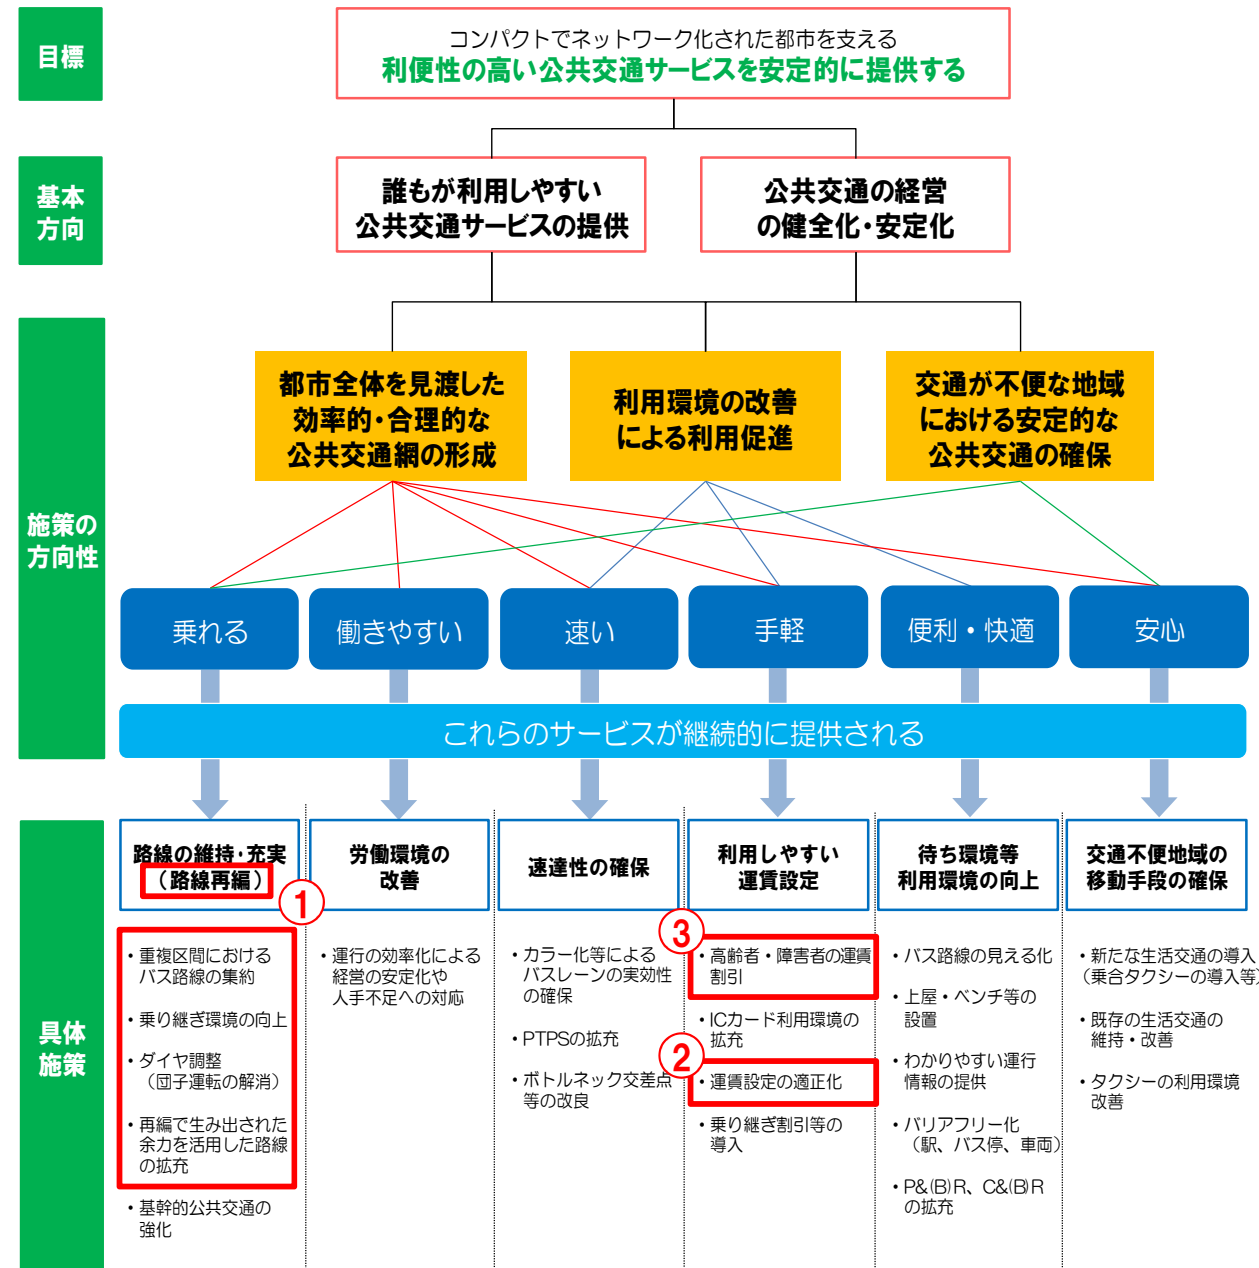 目標
コンパクトでネットワーク化された都市を支える
利便性の高い公共交通サービスを安定的に提供する
基本
方向
誰もが利用しやすい
公共交通サービスの提供
公共交通の経営
の健全化・安定化
施策の
方向性
都市全体を見渡した
効率的・合理的な
公共交通網の形成
利用環境の改善
による利用促進
交通が不便な地域
における安定的な
公共交通の確保
乗れる
働きやすい
速い
手軽
便利・快適
安心
これらのサービスが継続的に提供される
具体
施策
路線の維持・充実
（路線再編）
①
・重複区間における
バス路線の集約
・乗り継ぎ環境の向上
・ダイヤ調整
（団子運転の解消）
・再編で生み出された
余力を活用した路線
の拡充
・基幹的公共交通の
強化
労働環境の
改善
・運行の効率化による
経営の安定化や
人手不足への対応
速達性の確保
・カラー化等による
バスレーンの実効性
の確保
・PTPSの拡充
・ボトルネック交差点
等の改良
利用しやすい
運賃設定
③
・高齢者・障害者の運賃
割引
・ICカード利用環境の
拡充
②
・運賃設定の適正化
・乗り継ぎ割引等の
導入
待ち環境等
利用環境の向上
・バス路線の見える化
・上屋・ベンチ等の
設置
・わかりやすい運行
情報の提供
・バリアフリー化
（駅、バス停、車両）
・P&(B)R、C&(B)R
の拡充
交通不便地域の
移動手段の確保
・新たな生活交通の導入
（乗合タクシーの導入等）
・既存の生活交通の
維持・改善
・タクシーの利用環境
改善